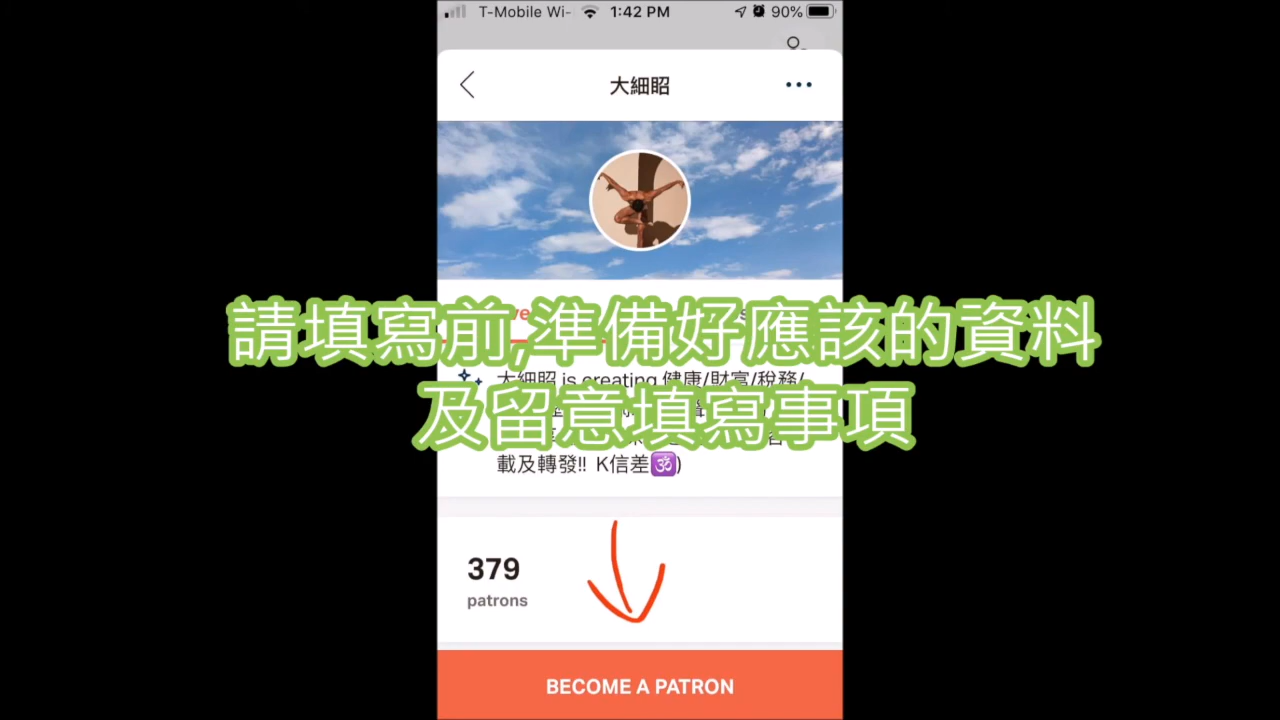 T-Mobile Wi-
1:42 PM
90%
大細眧
請填寫前,準備好應該的資料
大細眧 is creating 健康/財富/稅務/
及留意填寫事項
載及轉發!! K信差🕉)
379
patrons
BECOME A PATRON